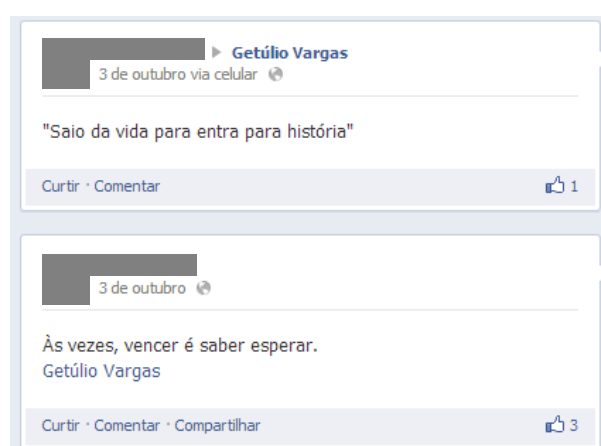 Getúlio Vargas
3 de outubro via celular
"Saio da vida para entra para história"
Curtir · Comentar 1
3 de outubro
Às vezes, vencer é saber esperar.
Getúlio Vargas
Curtir · Comentar · Compartilhar 3